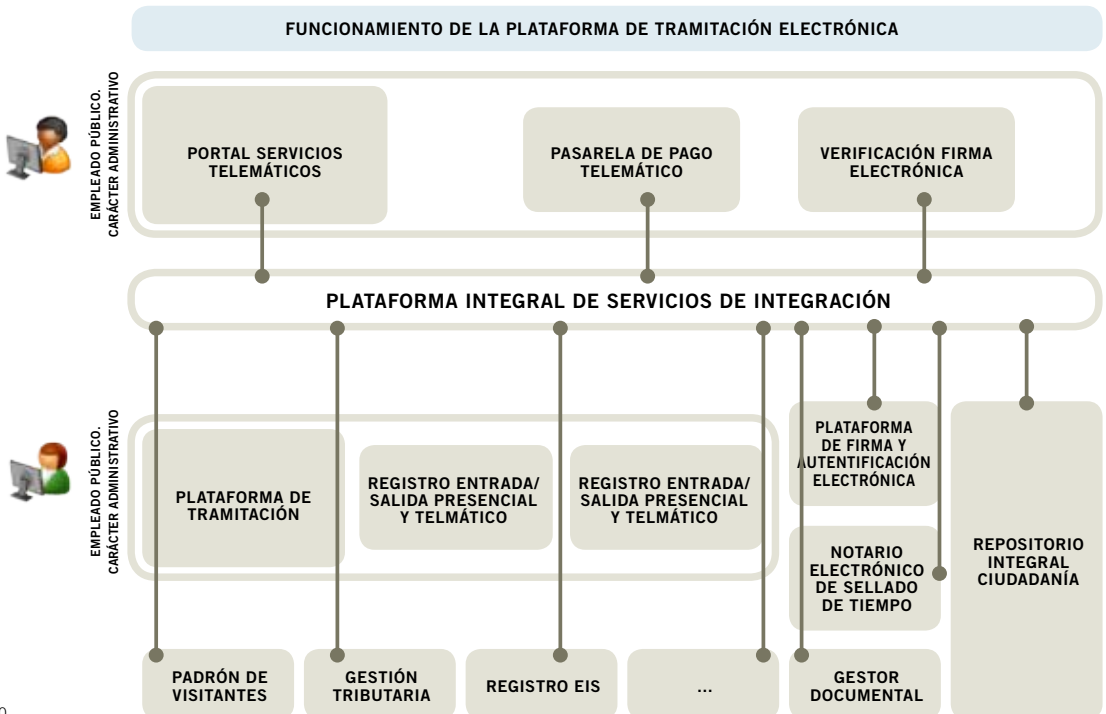 FUNCIONAMIENTO DE LA PLATAFORMA DE TRAMITACIÓN ELECTRÓNICA
EMPLEADO PÚBLICO.
CARÁCTER ADMINISTRATIVO
PORTAL SERVICIOS
TELEMÁTICOS
PASARELA DE PAGO
TELEMÁTICO
VERIFICACIÓN FIRMA
ELECTRÓNICA
PLATAFORMA INTEGRAL DE SERVICIOS DE INTEGRACIÓN
EMPLEADO PÚBLICO.
CARÁCTER ADMINISTRATIVO
PLATAFORMA DE
TRAMITACIÓN
REGISTRO ENTRADA/
SALIDA PRESENCIAL
Y TELMÁTICO
REGISTRO ENTRADA/
SALIDA PRESENCIAL
Y TELMÁTICO
PLATAFORMA
DE FIRMA Y
AUTENTIFICACIÓN
ELECTRÓNICA
NOTARIO
ELECTRÓNICO
DE SELLADO
DE TIEMPO
REPOSITORIO
INTEGRAL
CIUDADANÍA
PADRÓN DE
VISITANTES
GESTIÓN
TRIBUTARIA
REGISTRO EIS
...
GESTOR
DOCUMENTAL